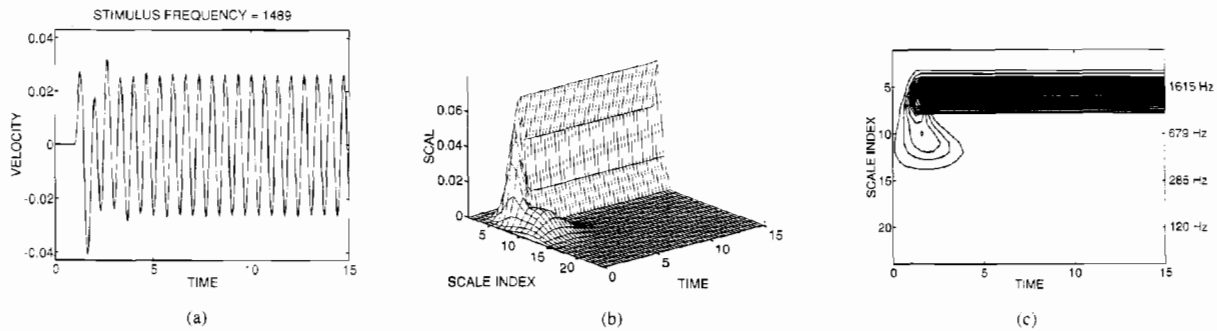 STIMULUS FREQUENCY = 1489
0.04
0.02
0
-0.02
-0.04
VELOCITY
0 5 10 15
TIME
(a)
0.06
0.04
0.02
0
SCAL
5 10 15 20
SCALE INDEX
0 5 10 15
TIME
(b)
5
10
15
20
SCALE INDEX
1615 Hz
679 Hz
285 Hz
120 Hz
0 5 10 15
TIME
(c)